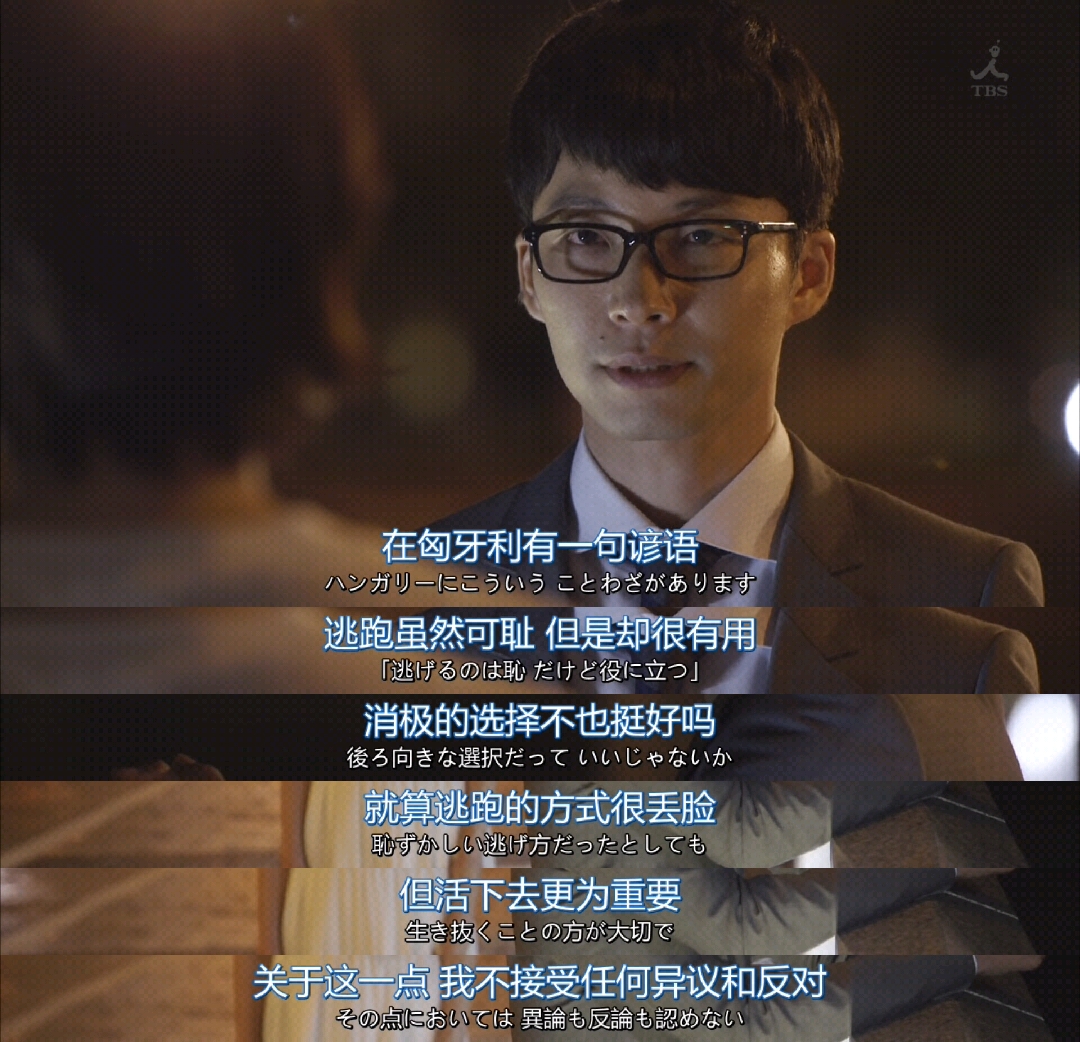 TBS
在匈牙利有一句谚语
ハンガリーにこういう ことわざがあります
逃跑虽然可耻 但是却很有用
「逃げるのは恥 だけど役に立つ」
消极的选择不也挺好吗
後ろ向きな選択だって いいじゃないか
就算逃跑的方式很丢脸
恥ずかしい逃げ方だったとしても
但活下去更为重要
生き抜くことの方が大切で
关于这一点 我不接受任何异议和反对
その点においては 異論も反論も認めない